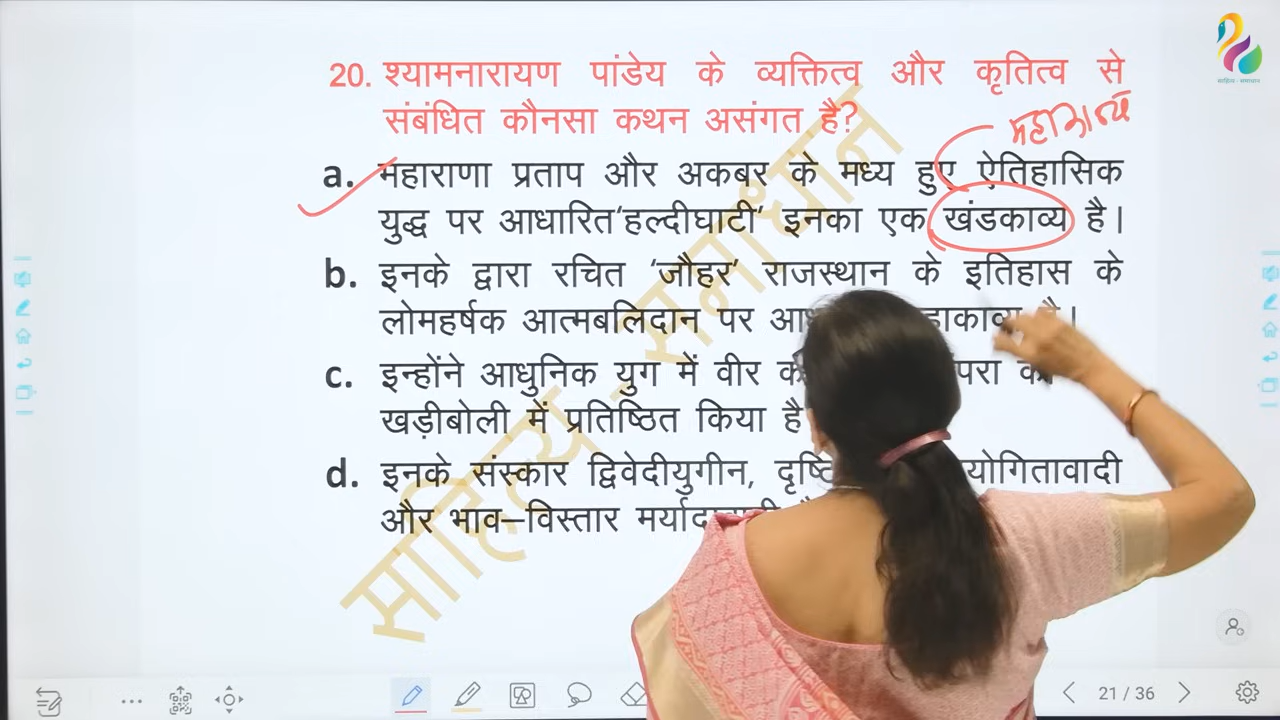 20. श्यामनारायण पांडेय के व्यक्तित्व और कृतित्व से
संबंधित कौनसा कथन असंगत है?
महाकाव्य
a. महाराणा प्रताप और अकबर के मध्य हुए ऐतिहासिक
युद्ध पर आधारित 'हल्दीघाटी' इनका एक खंडकाव्य है।
b. इनके द्वारा रचित 'जौहर' राजस्थान के इतिहास के
लोमहर्षक आत्मबलिदान पर है।
c. इन्होंने आधुनिक युग में वीर
खड़ीबोली में प्रतिष्ठित किया है
d. इनके संस्कार द्विवेदीयुगीन,
और भाव–विस्तार
साहित्य - समाधान
साहित्य - समाधान
21 / 36